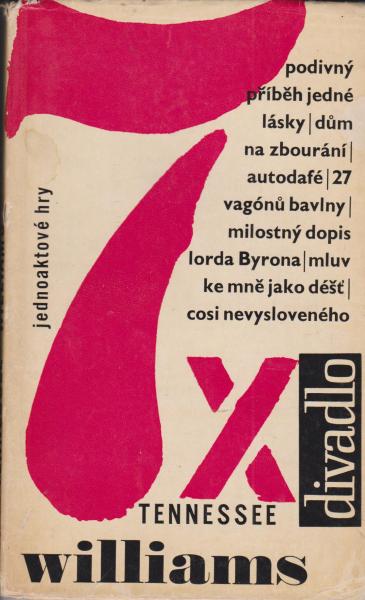 podivný
příběh jedné
lásky | dům
na zbourání |
autodafé | 27
vagónů bavlny |
milostný dopis
lorda Byrona | mluv
ke mně jako déšť |
cosi nevysloveného
jednoaktové hry
7x
divadlo
TENNESSEE
williams